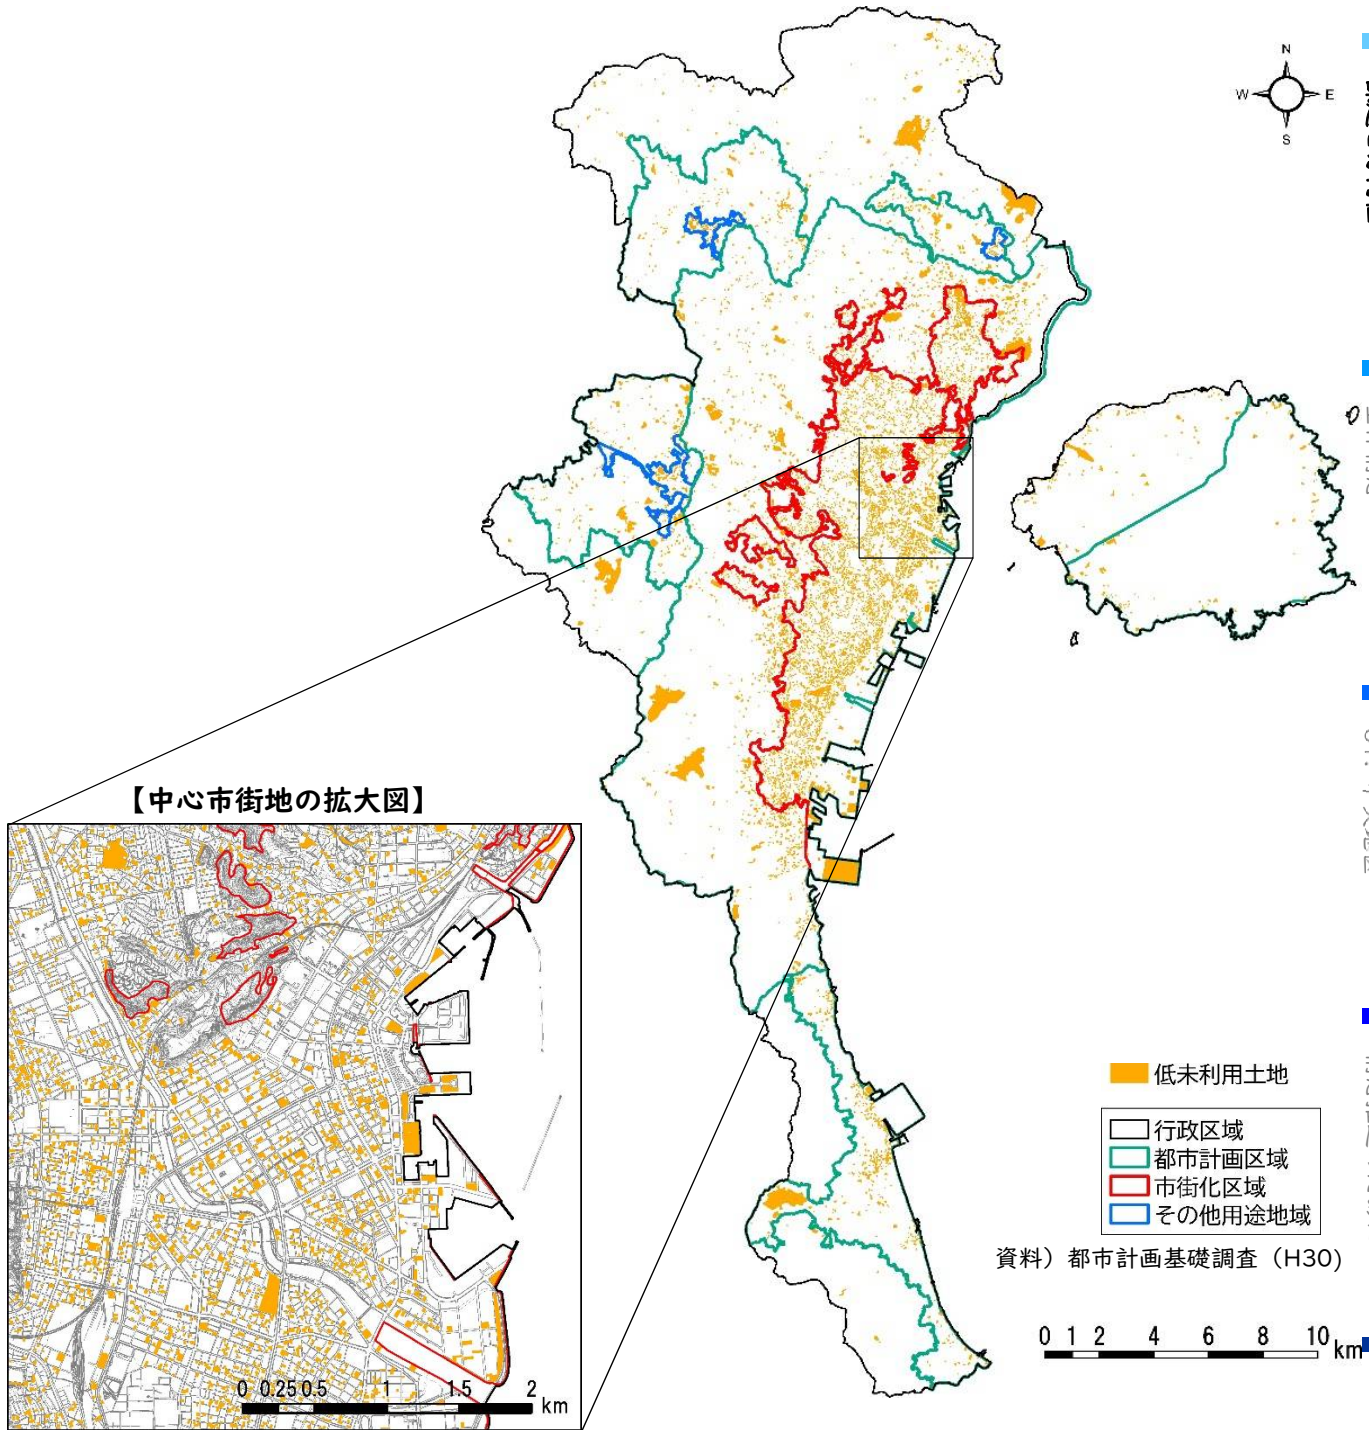 N
W E
S
【中心市街地の拡大図】
0 0.25 0.5 1 1.5 2 km
低未利用土地
行政区域
都市計画区域
市街化区域
その他用途地域
資料）都市計画基礎調査（H30)
0 1 2 4 6 8 10 km